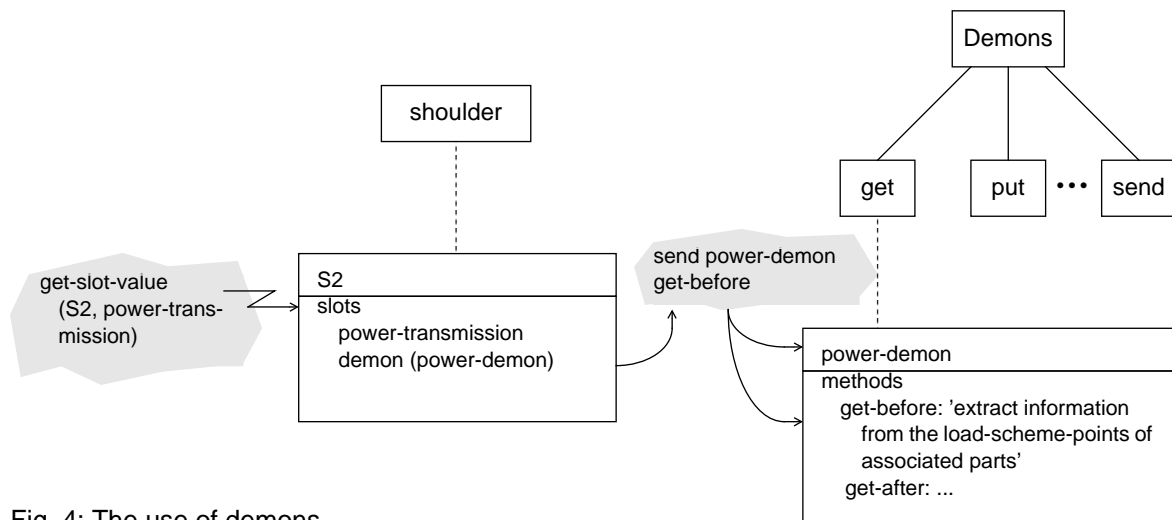 Demons
shoulder
get
put
•••
send
get-slot-value
(S2, power-trans-
mission)
S2
slots
power-transmission
demon (power-demon)
send power-demon
get-before
power-demon
methods
get-before: ’extract information
from the load-scheme-points of
associated parts’
get-after: ...
Fig. 4: The use of demons